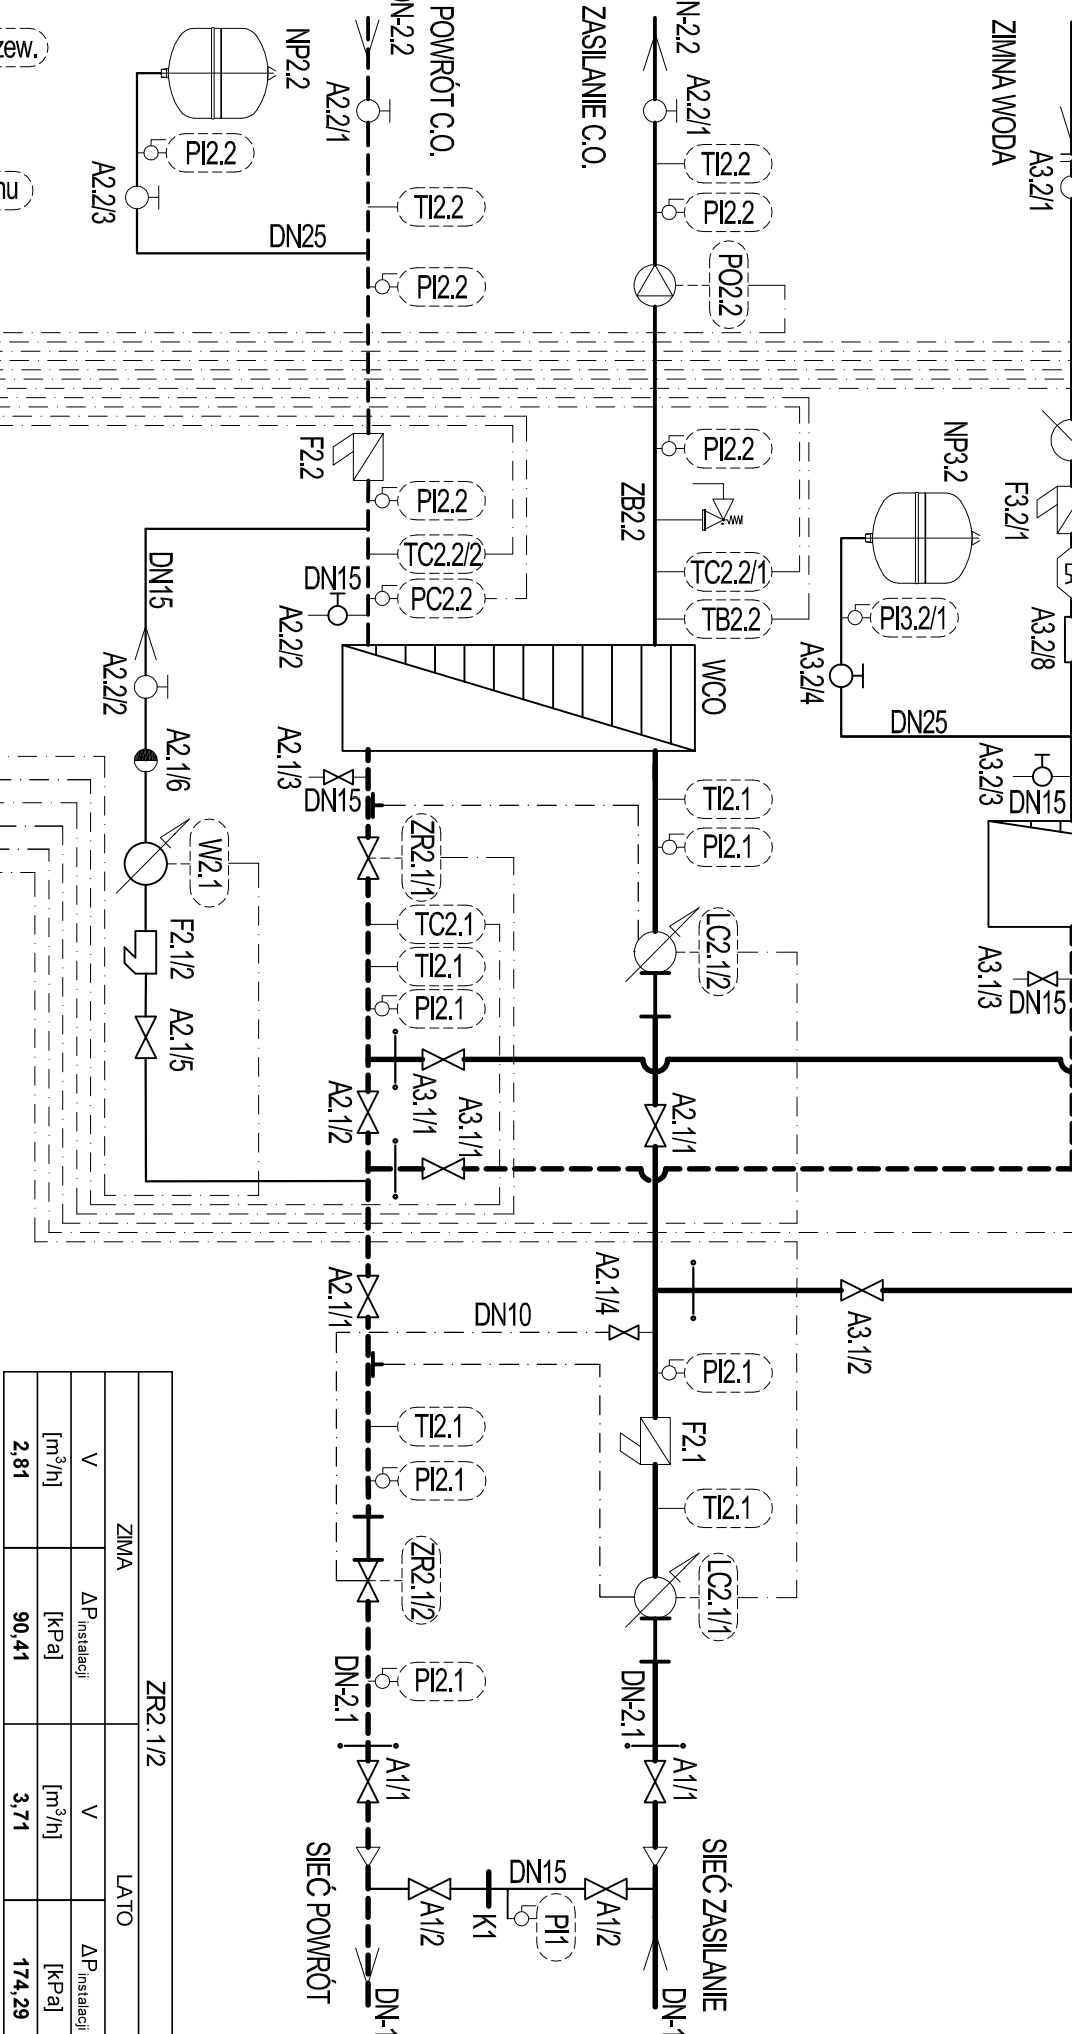 zew.
nu
NP2.2
PI2.2
A2.2/3
DN25
A2.2/1
DN-2.2
POWRÓT C.O.
TI2.2
PI2.2
ZASILANIE C.O.
N-2.2
A2.2/1
TI2.2
PI2.2
PO2.2
ZIMNA WODA
A3.2/1
F2.2
PI2.2
TC2.2/2
PC2.2
DN15
A2.2/2
PI2.2
ZB2.2
TC2.2/1
TB2.2
WCO
NP3.2
F3.2/1
PI3.2/1
A3.2/8
A3.2/4
DN25
A3.2/3
DN15
A3.1/3
DN15
DN15
A2.2/2
A2.1/6
W2.1
F2.1/2
A2.1/5
A2.1/3
DN15
ZR2.1/1
TC2.1
TI2.1
PI2.1
A3.1/1
A3.1/1
A2.1/2
TI2.1
PI2.1
LC2.1/2
A2.1/1
A2.1/1
DN10
A2.1/4
A3.1/2
PI2.1
F2.1
TI2.1
LC2.1/1
TI2.1
PI2.1
ZR2.1/2
PI2.1
DN-2.1
A1/1
DN-2.1
A1/1
SIEĆ POWRÓT
A1/2
K1
DN15
PI1
A1/2
SIEĆ ZASILANIE
DN-1
DN-1
ZR2.1/2
ZIMA LATO
V ΔPinstalacji V ΔPinstalacji
[m³/h] [kPa] [m³/h] [kPa]
2,81 90,41 3,71 174,29